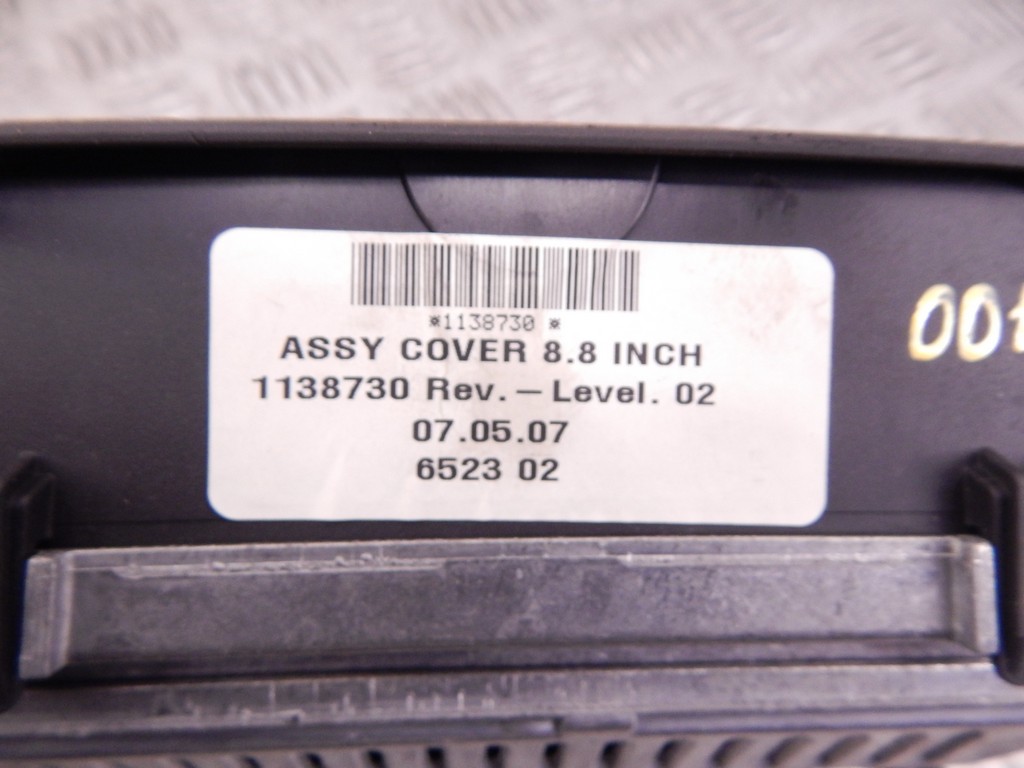 *1138730 *
ASSY COVER 8.8 INCH
1138730 Rev. – Level. 02
07.05.07
6523 02